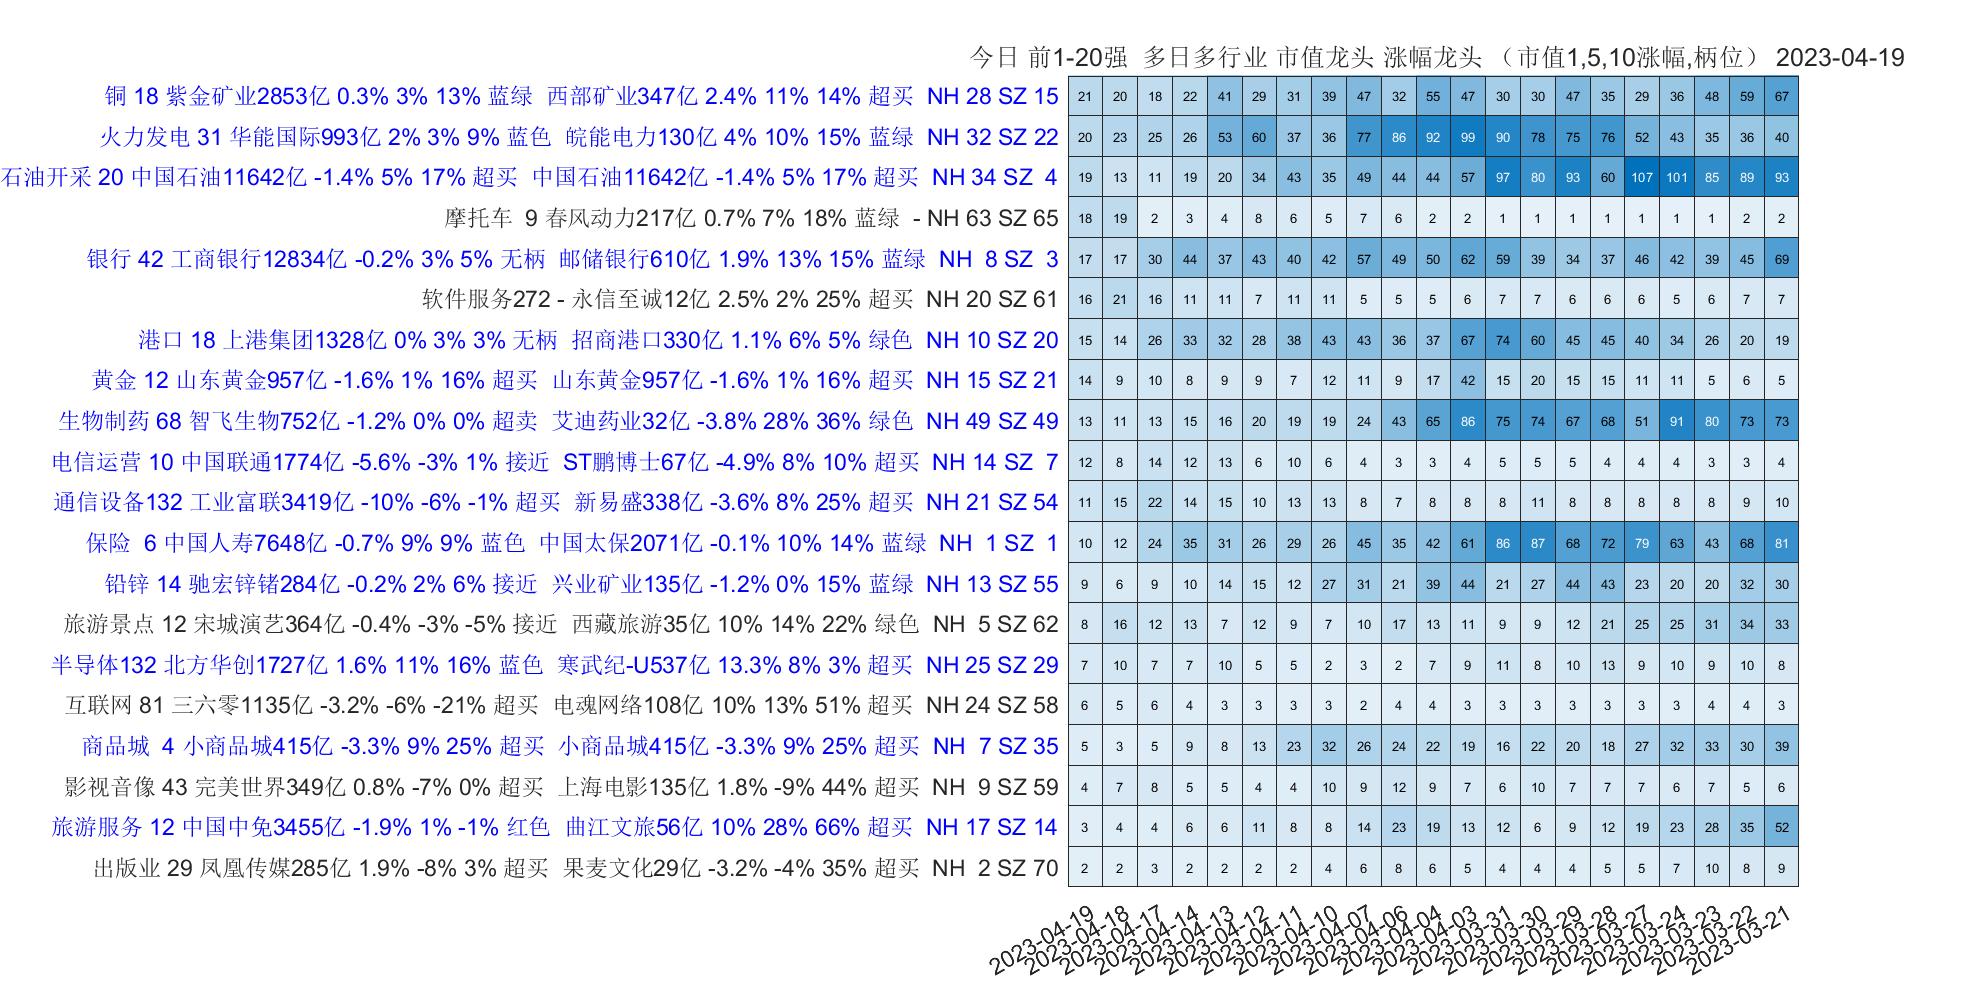 今日 前1-20强 多日多行业 市值龙头 涨幅龙头 （市值1,5,10涨幅,柄位） 2023-04-19
铜 18 紫金矿业2853亿 0.3% 3% 13% 蓝绿 西部矿业347亿 2.4% 11% 14% 超买 NH 28 SZ 15 21 20 18 22 41 29 31 39 47 32 55 47 30 30 47 35 29 36 48 59 67
火力发电 31 华能国际993亿 2% 3% 9% 蓝色 皖能电力130亿 4% 10% 15% 蓝绿 NH 32 SZ 22 20 23 25 26 53 60 37 36 77 86 92 99 90 78 75 76 52 43 35 36 40
石油开采 20 中国石油11642亿 -1.4% 5% 17% 超买 中国石油11642亿 -1.4% 5% 17% 超买 NH 34 SZ 4 19 13 11 19 20 34 43 35 49 44 44 57 97 80 93 60 107 101 85 89 93
摩托车 9 春风动力217亿 0.7% 7% 18% 蓝绿 - NH 63 SZ 65 18 19 2 3 4 8 6 5 7 6 2 2 1 1 1 1 1 1 1 2 2
银行 42 工商银行12834亿 -0.2% 3% 5% 无柄 邮储银行610亿 1.9% 13% 15% 蓝绿 NH 8 SZ 3 17 17 30 44 37 43 40 42 57 49 50 62 59 39 34 37 46 42 39 45 69
软件服务272 - 永信至诚12亿 2.5% 2% 25% 超买 NH 20 SZ 61 16 21 16 11 11 7 11 11 5 5 5 6 7 7 6 6 6 5 6 7 7
港口 18 上港集团1328亿 0% 3% 3% 无柄 招商港口330亿 1.1% 6% 5% 绿色 NH 10 SZ 20 15 14 26 33 32 28 38 43 43 36 37 67 74 60 45 45 40 34 26 20 19
黄金 12 山东黄金957亿 -1.6% 1% 16% 超买 山东黄金957亿 -1.6% 1% 16% 超买 NH 15 SZ 21 14 9 10 8 9 9 7 12 11 9 17 42 15 20 15 15 11 11 5 6 5
生物制药 68 智飞生物752亿 -1.2% 0% 0% 超卖 艾迪药业32亿 -3.8% 28% 36% 绿色 NH 49 SZ 49 13 11 13 15 16 20 19 19 24 43 65 86 75 74 67 68 51 91 80 73 73
电信运营 10 中国联通1774亿 -5.6% -3% 1% 接近 ST鹏博士67亿 -4.9% 8% 10% 超买 NH 14 SZ 7 12 8 14 12 13 6 10 6 4 3 3 4 5 5 5 4 4 4 3 3 4
通信设备132 工业富联3419亿 -10% -6% -1% 超买 新易盛338亿 -3.6% 8% 25% 超买 NH 21 SZ 54 11 15 22 14 15 10 13 13 8 7 8 8 8 11 8 8 8 8 8 9 10
保险 6 中国人寿7648亿 -0.7% 9% 9% 蓝色 中国太保2071亿 -0.1% 10% 14% 蓝绿 NH 1 SZ 1 10 12 24 35 31 26 29 26 45 35 42 61 86 87 68 72 79 63 43 68 81
铅锌 14 驰宏锌锗284亿 -0.2% 2% 6% 接近 兴业矿业135亿 -1.2% 0% 15% 蓝绿 NH 13 SZ 55 9 6 9 10 14 15 12 27 31 21 39 44 21 27 44 43 23 20 20 32 30
旅游景点 12 宋城演艺364亿 -0.4% -3% -5% 接近 西藏旅游35亿 10% 14% 22% 绿色 NH 5 SZ 62 8 16 12 13 7 12 9 7 10 17 13 11 9 9 12 21 25 25 31 34 33
半导体132 北方华创1727亿 1.6% 11% 16% 蓝色 寒武纪-U537亿 13.3% 8% 3% 超买 NH 25 SZ 29 7 10 7 7 10 5 5 2 3 2 7 9 11 8 10 13 9 10 9 10 8
互联网 81 三六零1135亿 -3.2% -6% -21% 超买 电魂网络108亿 10% 13% 51% 超买 NH 24 SZ 58 6 5 6 4 3 3 3 3 2 4 4 3 3 3 3 3 3 3 4 4 3
商品城 4 小商品城415亿 -3.3% 9% 25% 超买 小商品城415亿 -3.3% 9% 25% 超买 NH 7 SZ 35 5 3 5 9 8 13 23 32 26 24 22 19 16 22 20 18 27 32 33 30 39
影视音像 43 完美世界349亿 0.8% -7% 0% 超买 上海电影135亿 1.8% -9% 44% 超买 NH 9 SZ 59 4 7 8 5 5 4 4 10 9 12 9 7 6 10 7 7 7 6 7 5 6
旅游服务 12 中国中免3455亿 -1.9% 1% -1% 红色 曲江文旅56亿 10% 28% 66% 超买 NH 17 SZ 14 3 4 4 6 6 11 8 8 14 23 19 13 12 6 9 12 19 23 28 35 52
出版业 29 凤凰传媒285亿 1.9% -8% 3% 超买 果麦文化29亿 -3.2% -4% 35% 超买 NH 2 SZ 70 2 2 3 2 2 2 2 4 6 8 6 5 4 4 4 5 5 7 10 8 9
2023-04-19 2023-04-18 2023-04-17 2023-04-14 2023-04-13 2023-04-12 2023-04-11 2023-04-10 2023-04-07 2023-04-06 2023-04-04 2023-04-03 2023-03-31 2023-03-30 2023-03-29 2023-03-28 2023-03-27 2023-03-24 2023-03-23 2023-03-22 2023-03-21